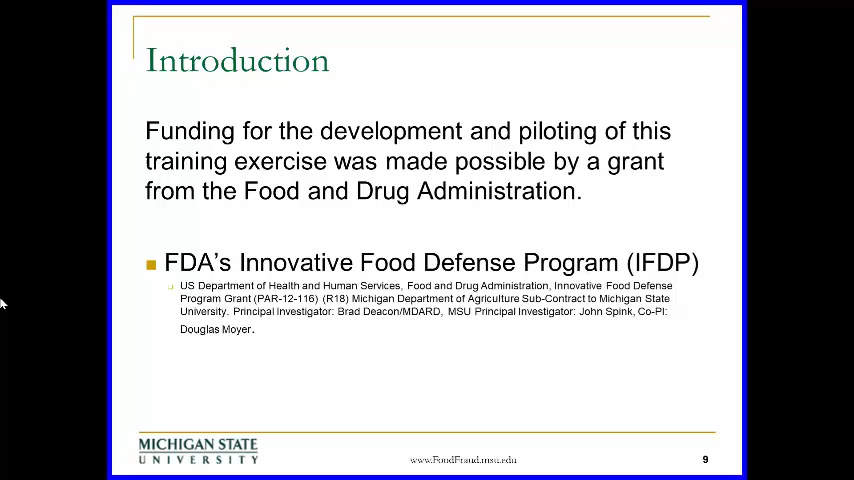 Introduction
Funding for the development and piloting of this
training exercise was made possible by a grant
from the Food and Drug Administration.
FDA’s Innovative Food Defense Program (IFDP)
US Department of Health and Human Services, Food and Drug Administration, Innovative Food Defense
Program Grant (PAR-12-116) (R18) Michigan Department of Agriculture Sub-Contract to Michigan State
University. Principal Investigator: Brad Deacon/MDARD, MSU Principal Investigator: John Spink, Co-PI:
Douglas Moyer.
MICHIGAN STATE
UNIVERSITY
www.FoodFraud.msu.edu
9